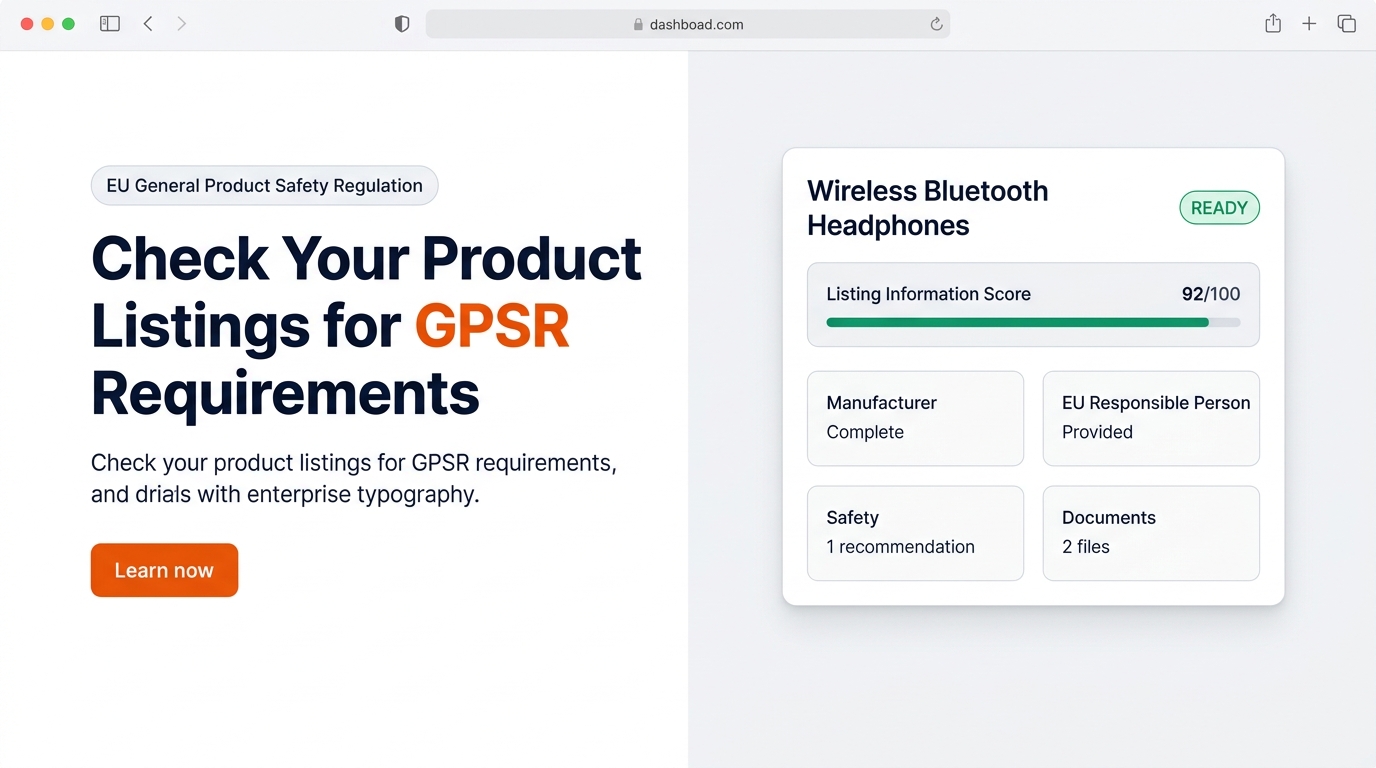 dashboad.com
EU General Product Safety Regulation
Check Your Product
Listings for GPSR
Requirements
Check your product listings for GPSR requirements,
and drials with enterprise typography.
Learn now
Wireless Bluetooth
Headphones
READY
Listing Information Score
92/100
Manufacturer
Complete
EU Responsible Person
Provided
Safety
1 recommendation
Documents
2 files